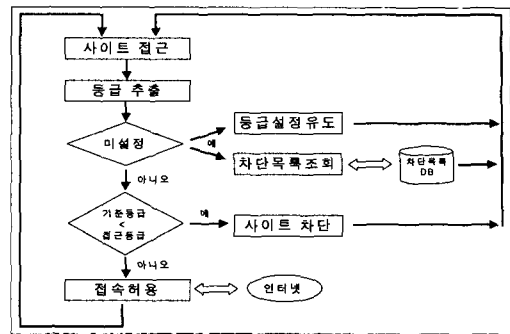 사이트 접근
등급 추출
등급설정유도
미설정
예
차단목록조회
차단목록
DB
아니오
기준등급
<
접근등급
예
사이트 차단
아니오
접속허용
인터넷